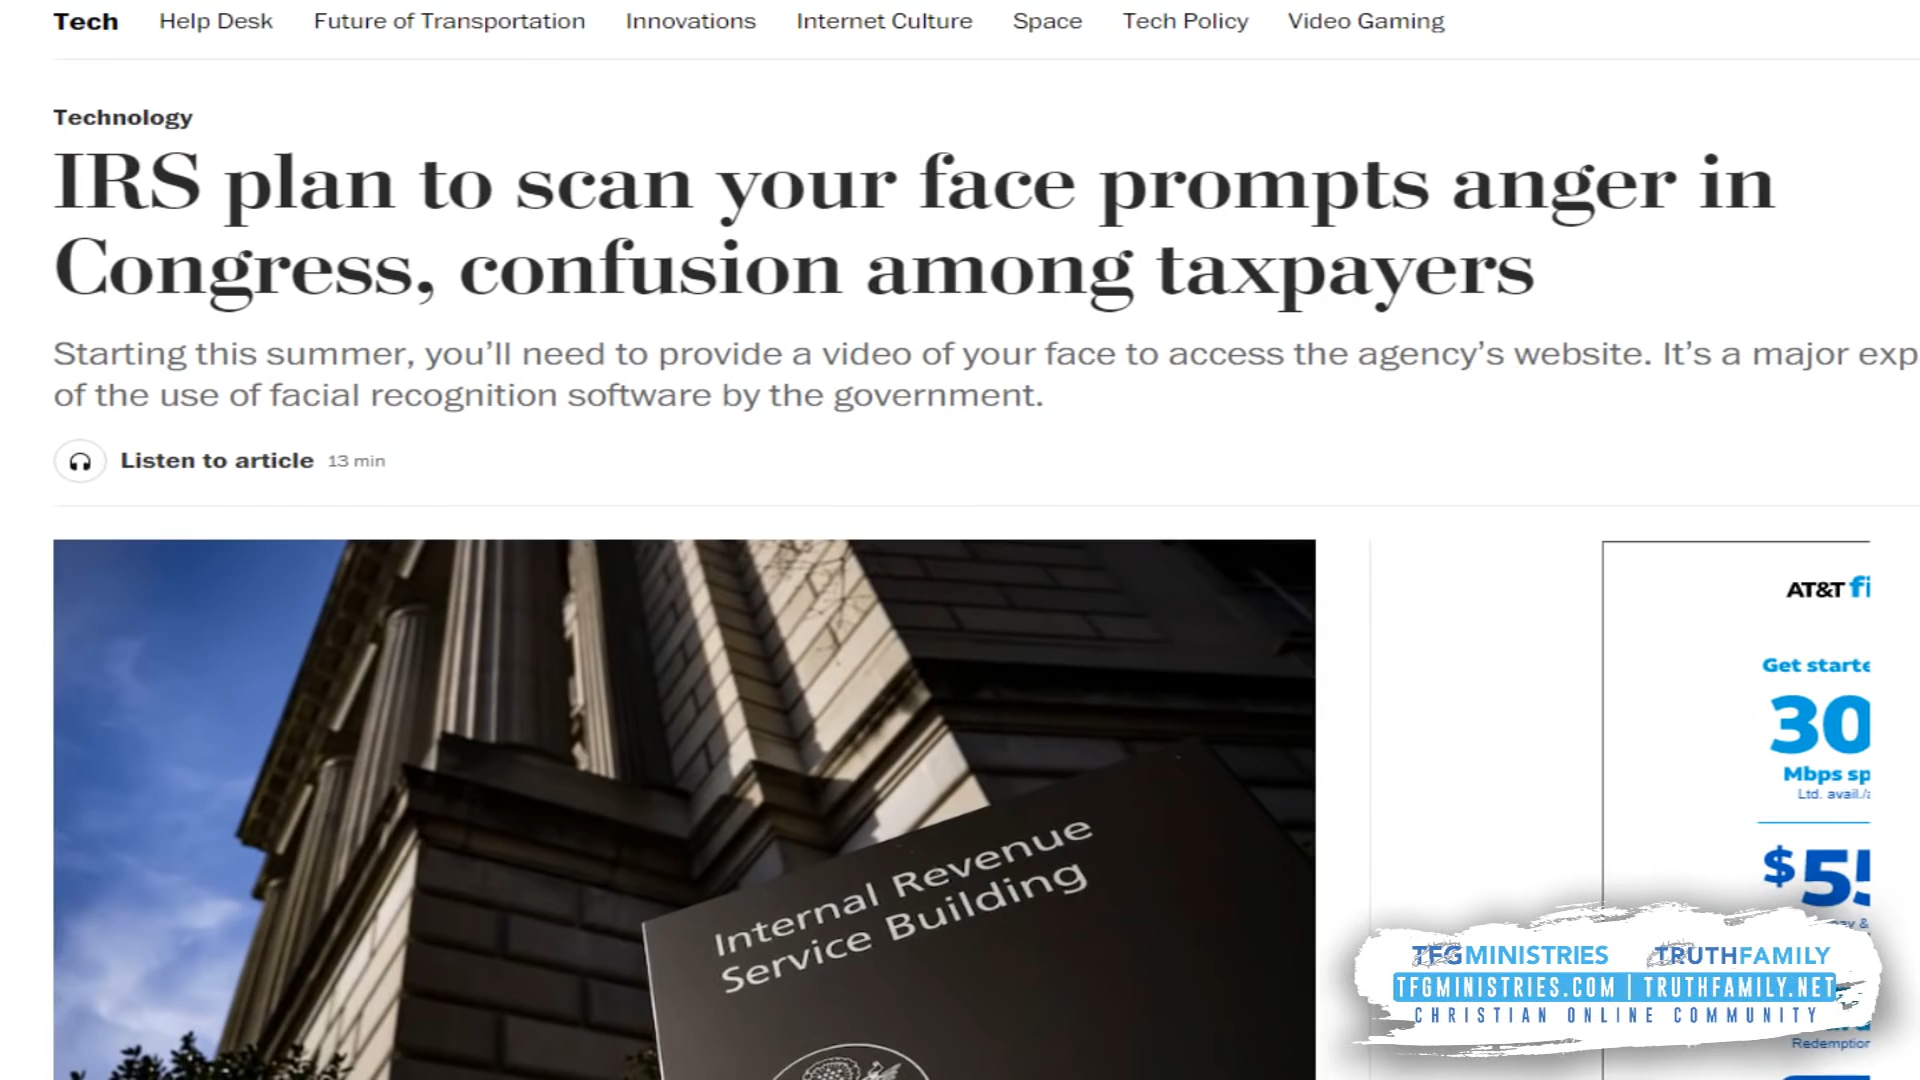 Tech Help Desk Future of Transportation Innovations Internet Culture Space Tech Policy Video Gaming
Technology
IRS plan to scan your face prompts anger in
Congress, confusion among taxpayers
Starting this summer, you’ll need to provide a video of your face to access the agency’s website. It’s a major exp
of the use of facial recognition software by the government.
Listen to article 13 min
Internal Revenue
Service Building
AT&T fi
Get starte
30
Mbps sp
Ltd. avail./a
$5
TFGMINISTRIES TRUTHFAMILY
TFGMINISTRIES.COM | TRUTHFAMILY.NET
CHRISTIAN ONLINE COMMUNITY
Redemption